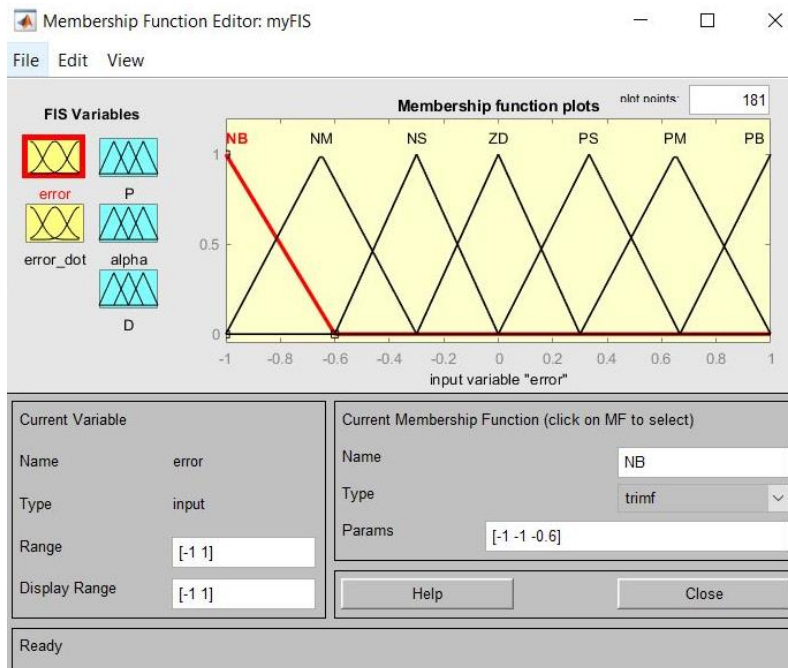 Membership Function Editor: myFIS
File Edit View
FIS Variables
error
P
error_dot
alpha
D
Membership function plots
plot points:
181
NB NM NS ZD PS PM PB
1
0.5
0
-1 -0.8 -0.6 -0.4 -0.2 0 0.2 0.4 0.6 0.8 1
input variable "error"
Current Variable
Name error
Type input
Range [-1 1]
Display Range [-1 1]
Current Membership Function (click on MF to select)
Name NB
Type trimf
Params [-1 -1 -0.6]
Help Close
Ready